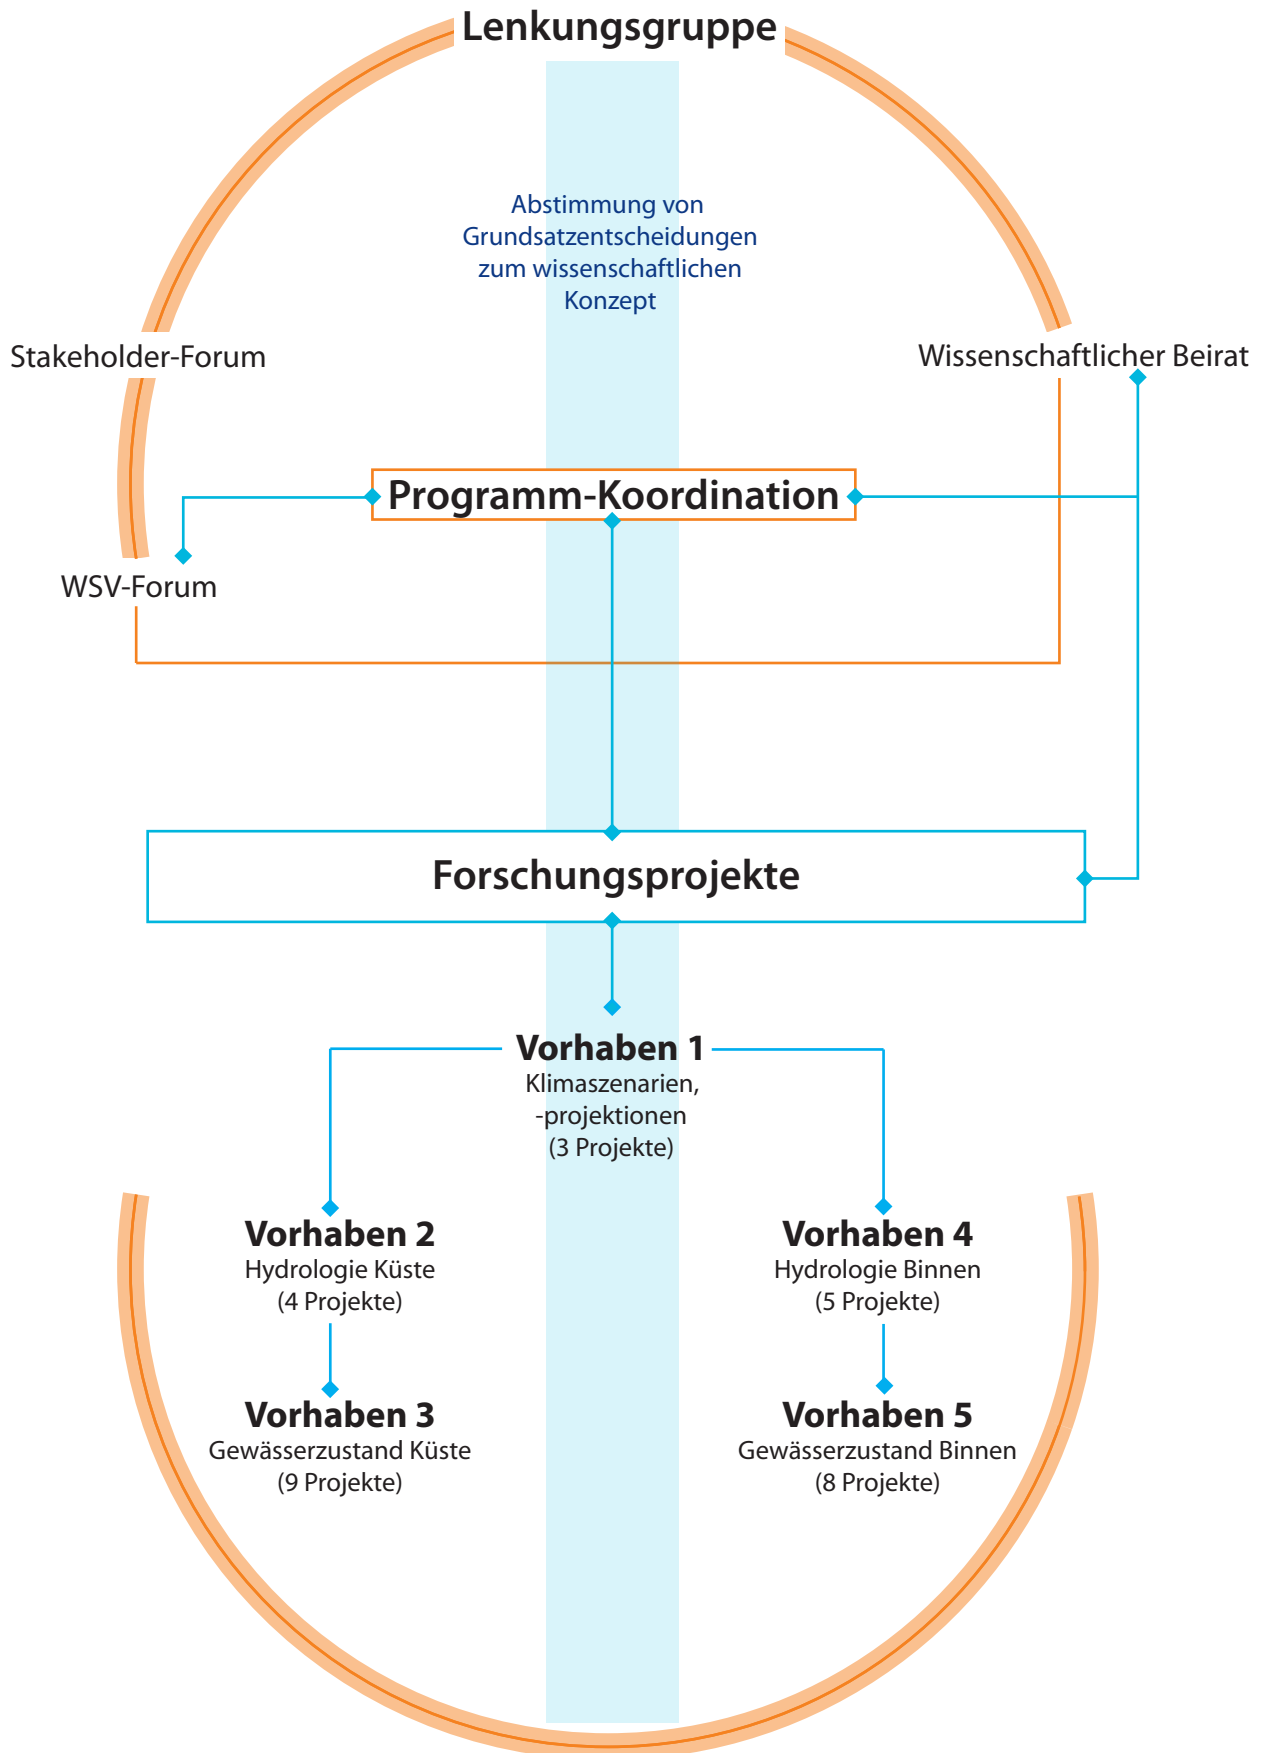 Lenkungsgruppe
Abstimmung von
Grundsatzentscheidungen
zum wissenschaftlichen
Konzept
Stakeholder-Forum
Wissenschaftlicher Beirat
Programm-Koordination
WSV-Forum
Forschungsprojekte
Vorhaben 1
Klimaszenarien,
-projektionen
(3 Projekte)
Vorhaben 2
Hydrologie Küste
(4 Projekte)
Vorhaben 4
Hydrologie Binnen
(5 Projekte)
Vorhaben 3
Gewässerzustand Küste
(9 Projekte)
Vorhaben 5
Gewässerzustand Binnen
(8 Projekte)